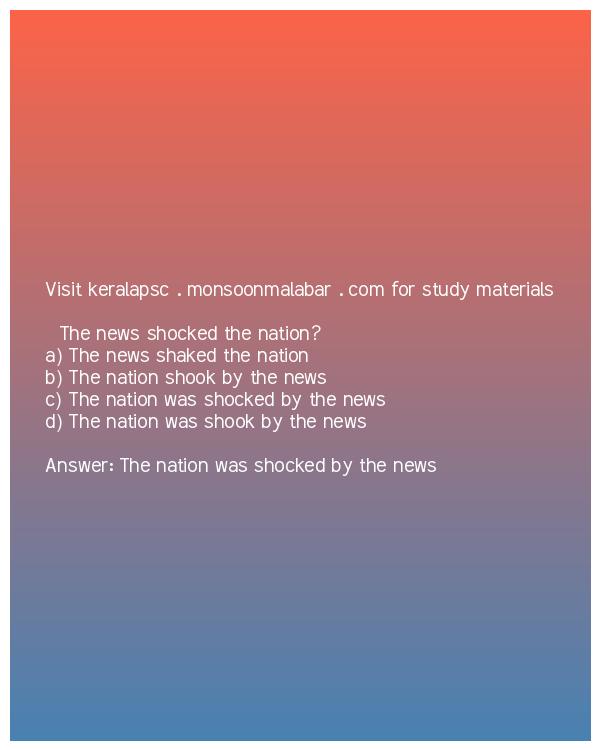 Visit keralapsc . monsoonmalabar . com for study materials
The news shocked the nation?
a) The news shaked the nation
b) The nation shook by the news
c) The nation was shocked by the news
d) The nation was shook by the news
Answer: The nation was shocked by the news